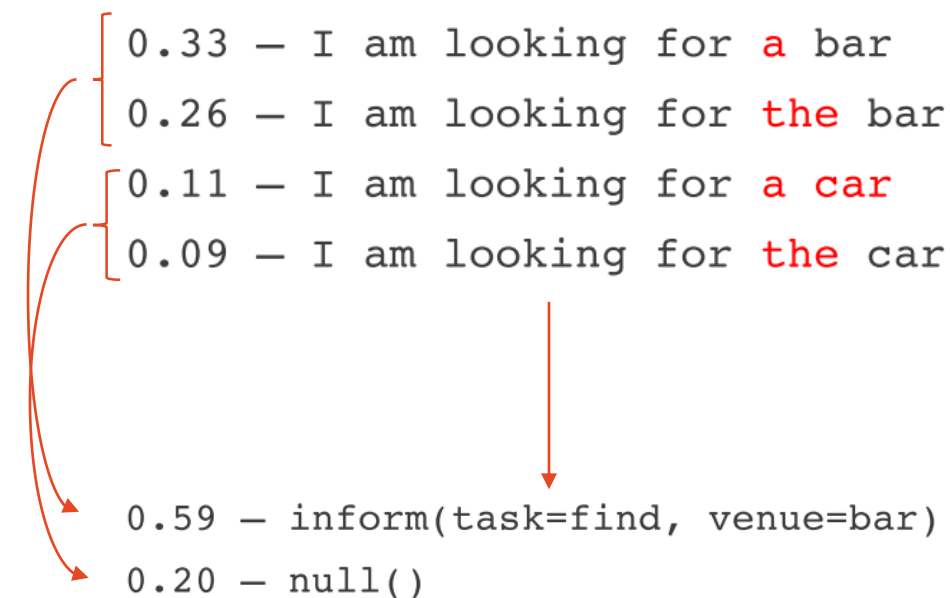 0.33 – I am looking for a bar
0.26 – I am looking for the bar
0.11 – I am looking for a car
0.09 – I am looking for the car
0.59 – inform(task=find, venue=bar)
0.20 – null()